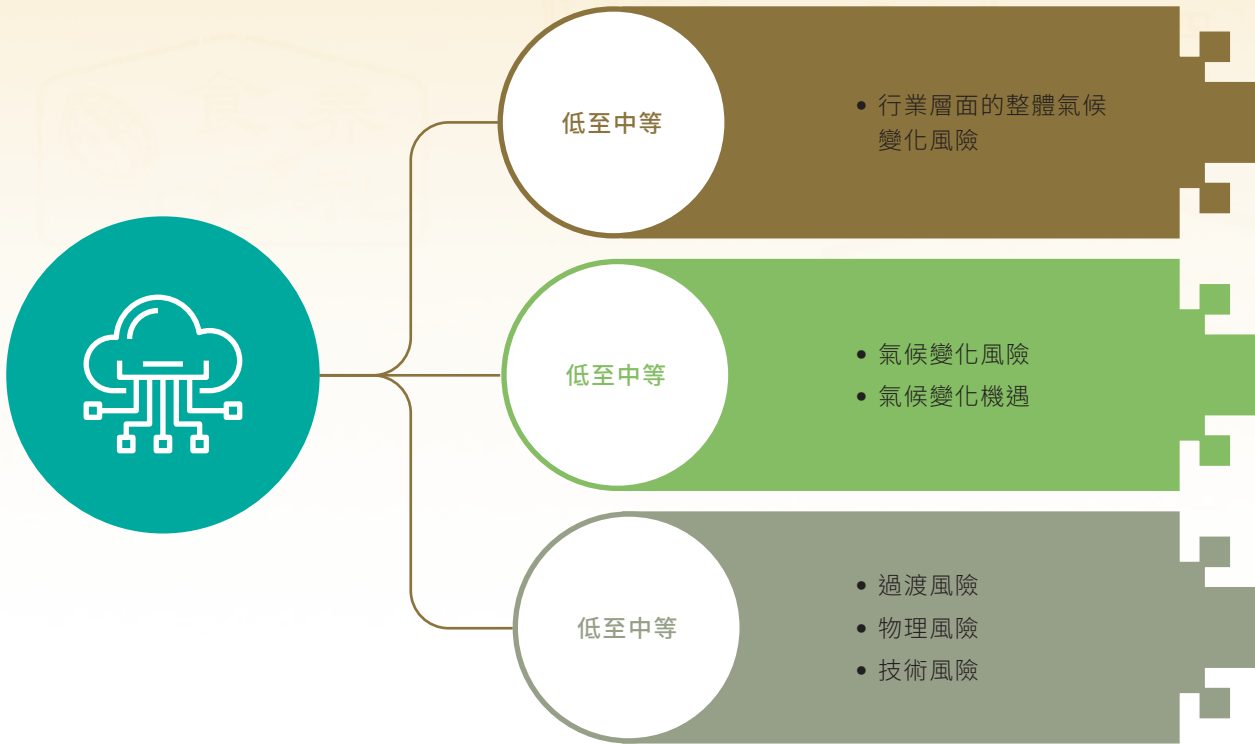 低至中等
• 行業層面的整體氣候
變化風險
低至中等
• 氣候變化風險
• 氣候變化機遇
低至中等
• 過渡風險
• 物理風險
• 技術風險